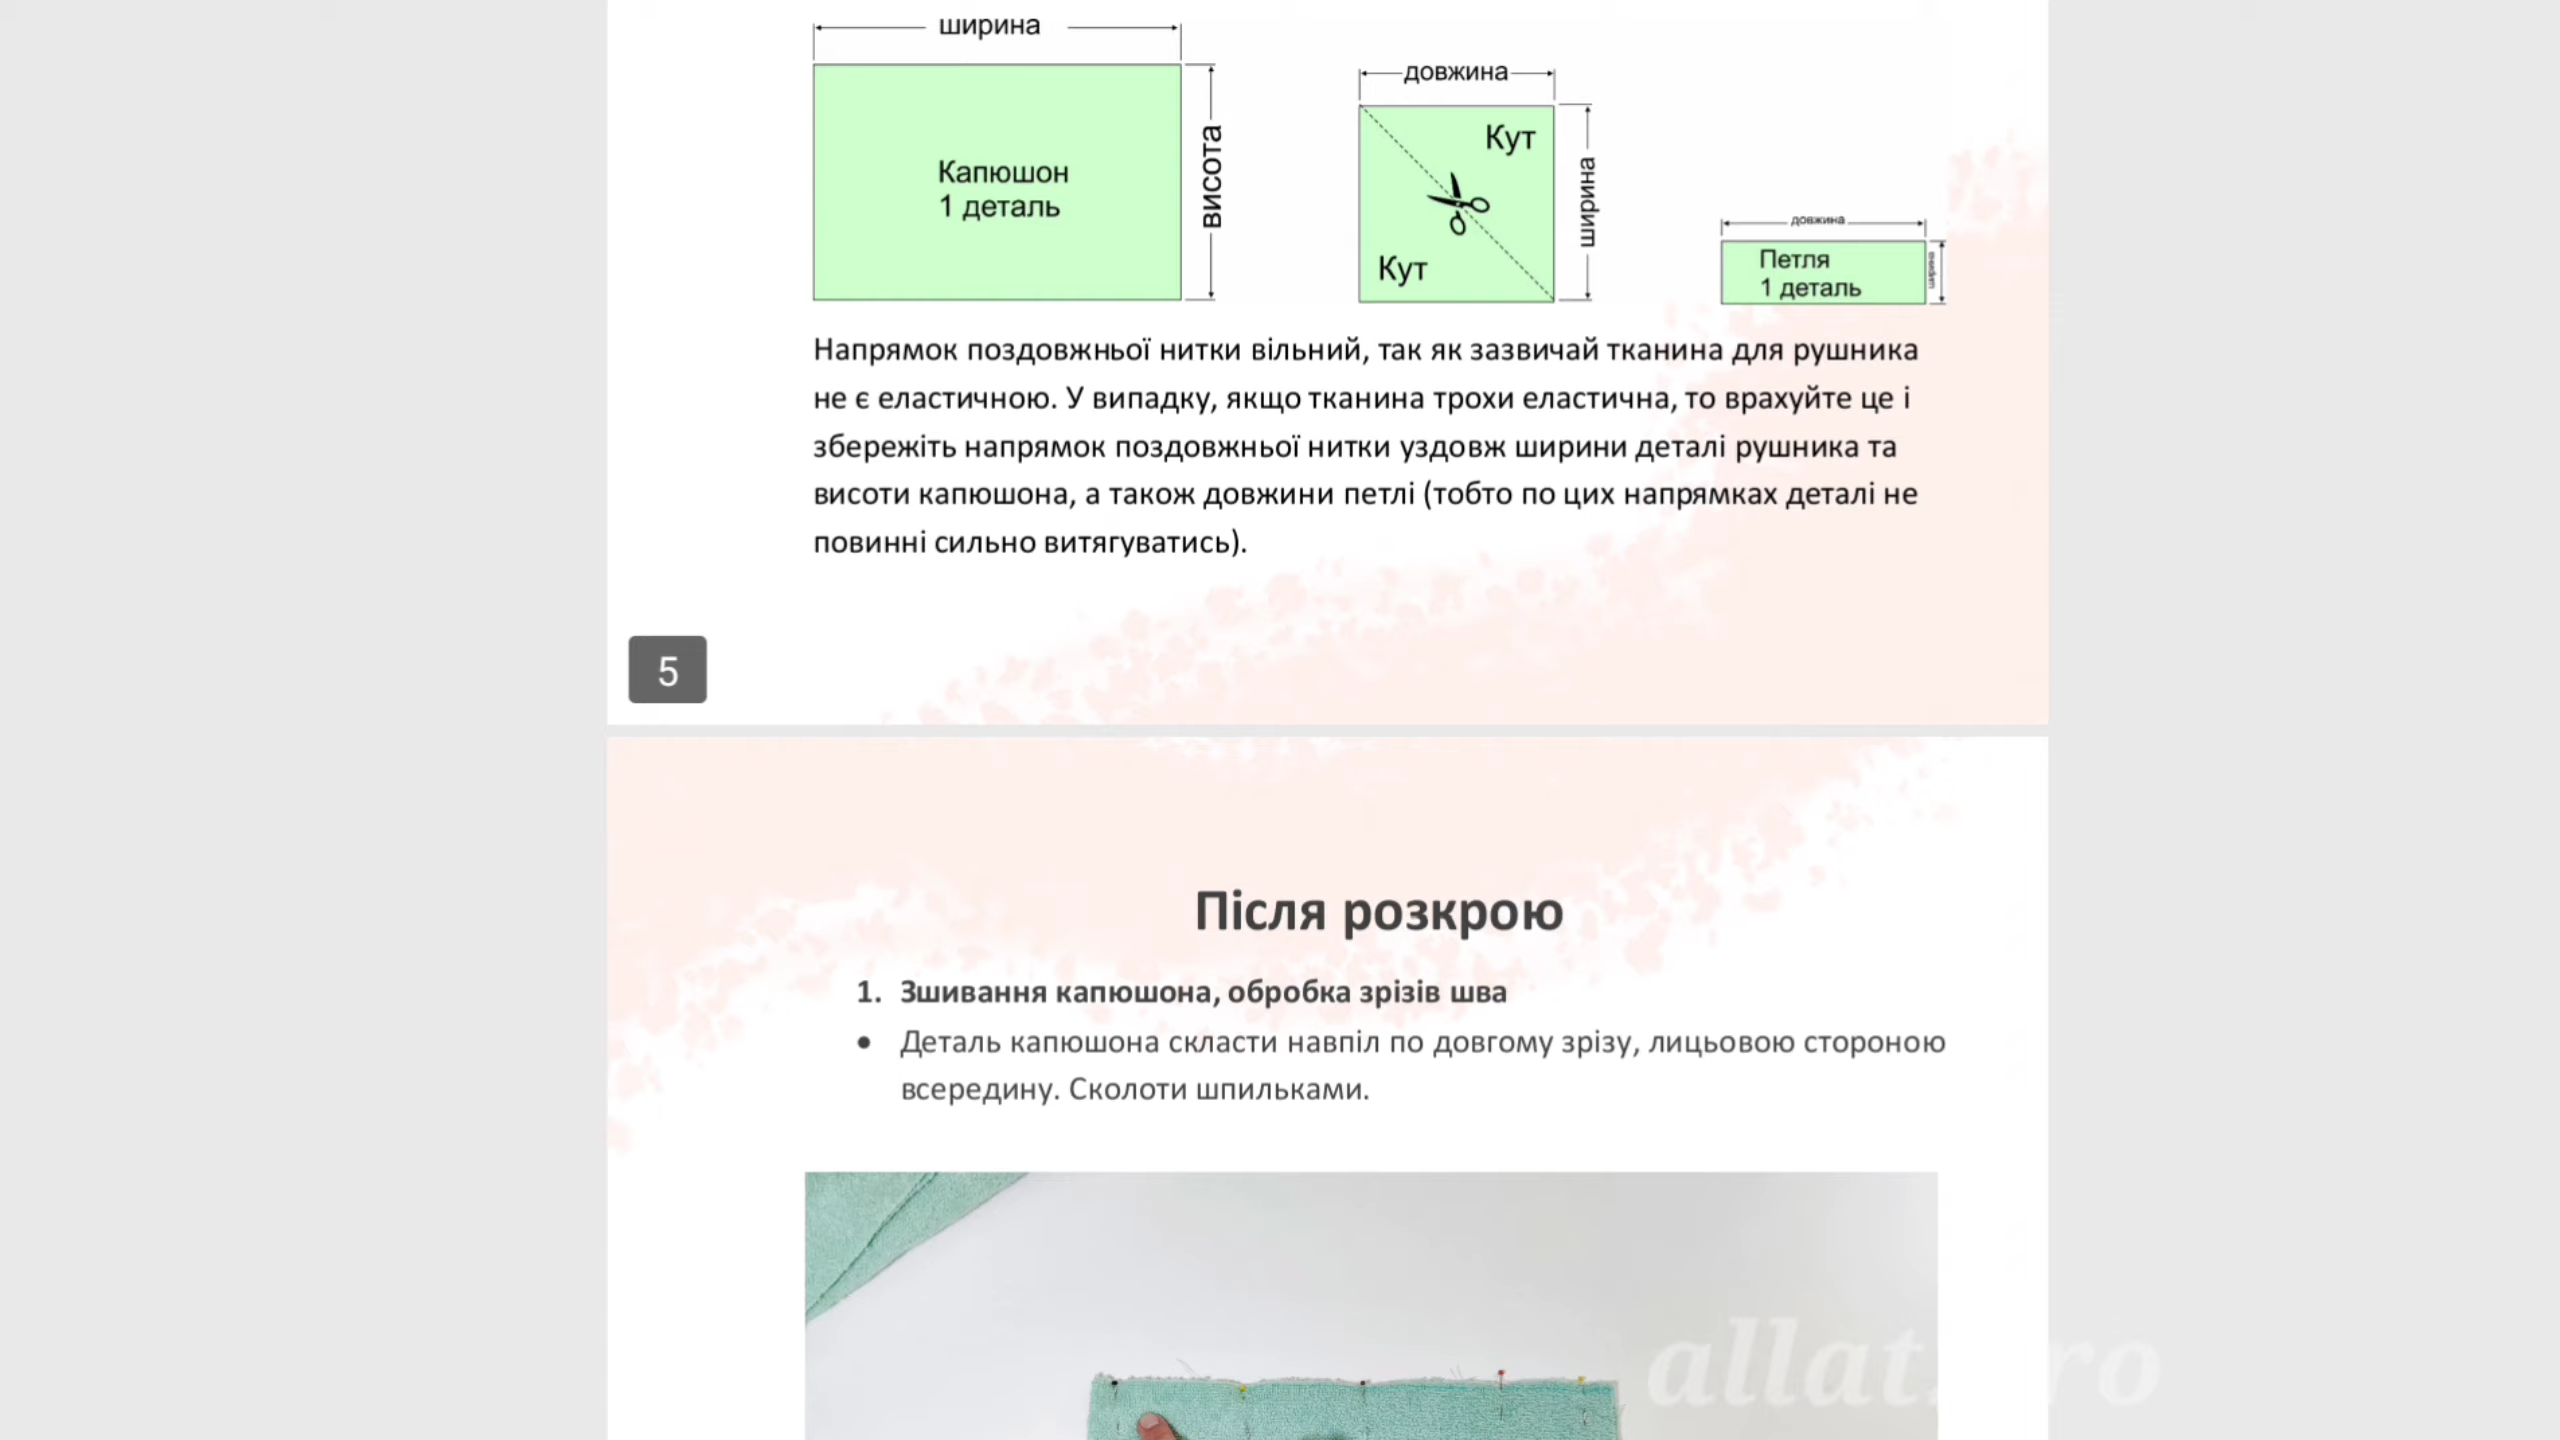 ширина
довжина
Кут
висота
ширина
Капюшон
1 деталь
довжина
Кут
Петля
1 деталь
ширина
Напрямок поздовжньої нитки вільний, так як зазвичай тканина для рушника
не є еластичною. У випадку, якщо тканина трохи еластична, то врахуйте це і
збережіть напрямок поздовжньої нитки уздовж ширини деталі рушника та
висоти капюшона, а також довжини петлі (тобто по цих напрямках деталі не
повинні сильно витягуватись).
5
Після розкрою
1. Зшивання капюшона, обробка зрізів шва
• Деталь капюшона скласти навпіл по довгому зрізу, лицьовою стороною
всередину. Сколоти шпильками.